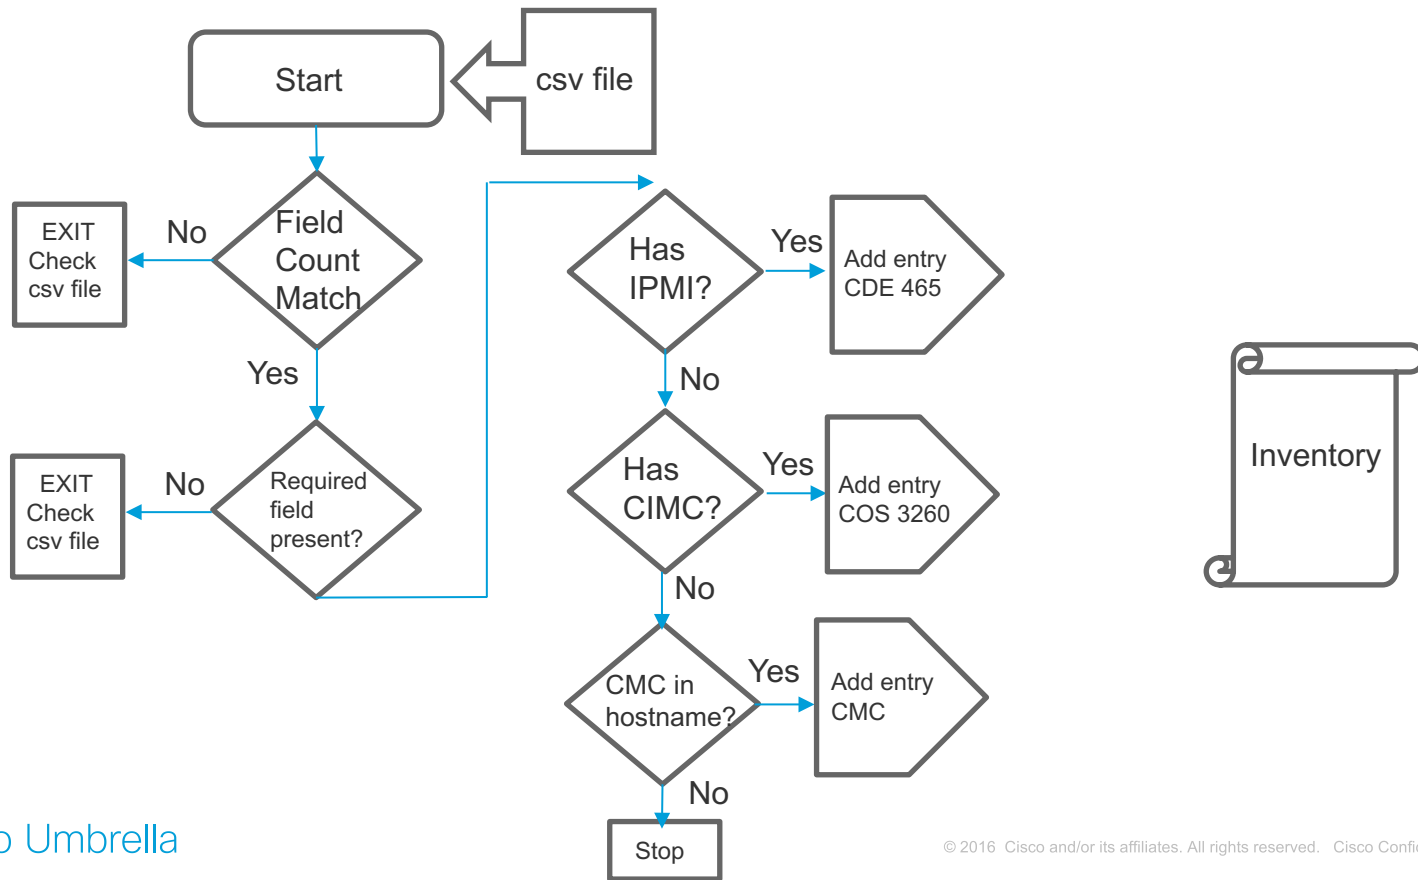 Start
csv file
Field
Count
Match
No
EXIT
Check
csv file
Yes
Required
field
present?
No
EXIT
Check
csv file
Has
IPMI?
Yes
Add entry
CDE 465
No
Has
CIMC?
Yes
Add entry
COS 3260
No
CMC in
hostname?
Yes
Add entry
CMC
No
Stop
Inventory
o Umbrella
© 2016 Cisco and/or its affiliates. All rights reserved. Cisco Confi